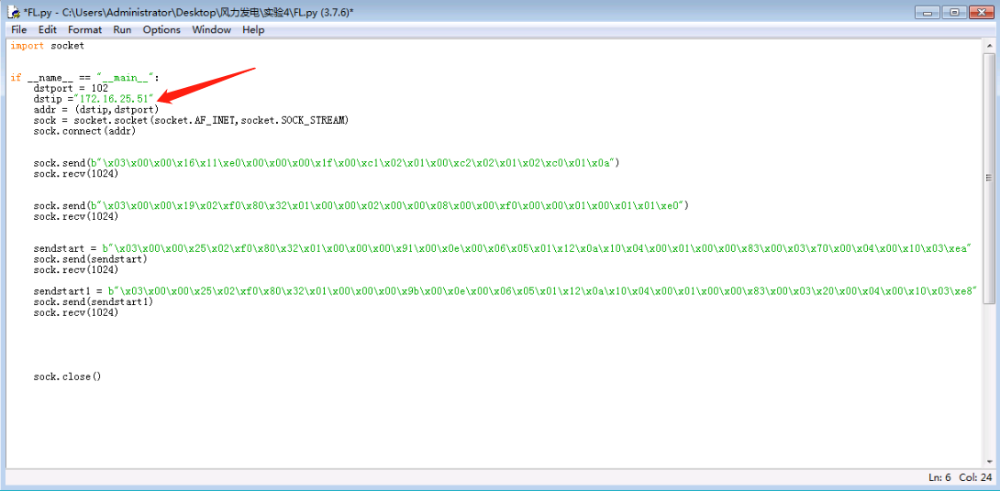 *FL.py - C:\Users\Administrator\Desktop\风力发电\实验4\FL.py (3.7.6)*
File Edit Format Run Options Window Help
import socket
if __name__ == "__main__":
    dstport = 102
    dstip ="172.16.25.51"
    addr = (dstip,dstport)
    sock = socket.socket(socket.AF_INET,socket.SOCK_STREAM)
    sock.connect(addr)
    sock.send(b"\x03\x00\x00\x16\x11\xe0\x00\x00\x00\x1f\x00\xc1\x02\x01\x00\xc2\x02\x01\x02\xc0\x01\x0a")
    sock.recv(1024)
    sock.send(b"\x03\x00\x00\x19\x02\xf0\x80\x32\x01\x00\x00\x02\x00\x00\x08\x00\x00\xf0\x00\x00\x01\x00\x01\x01\xe0")
    sock.recv(1024)
    sendstart = b"\x03\x00\x00\x25\x02\xf0\x80\x32\x01\x00\x00\x00\x91\x00\x0e\x00\x06\x05\x01\x12\x0a\x10\x04\x00\x01\x00\x00\x83\x00\x03\x70\x00\x04\x00\x10\x03\xea"
    sock.send(sendstart)
    sock.recv(1024)
    sendstart1 = b"\x03\x00\x00\x25\x02\xf0\x80\x32\x01\x00\x00\x00\x9b\x00\x0e\x00\x06\x05\x01\x12\x0a\x10\x04\x00\x01\x00\x00\x83\x00\x03\x20\x00\x04\x00\x10\x03\xe8"
    sock.send(sendstart1)
    sock.recv(1024)
    sock.close()
Ln: 6 Col: 24